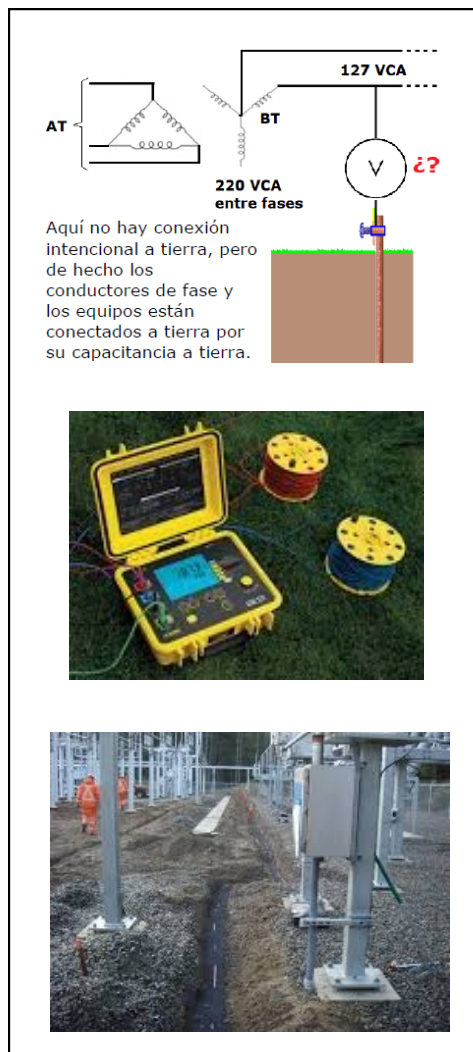 127 VCA
AT
BT
V
¿?
220 VCA
entre fases
Aquí no hay conexión
intencional a tierra, pero
de hecho los
conductores de fase y
los equipos están
conectados a tierra por
su capacitancia a tierra.